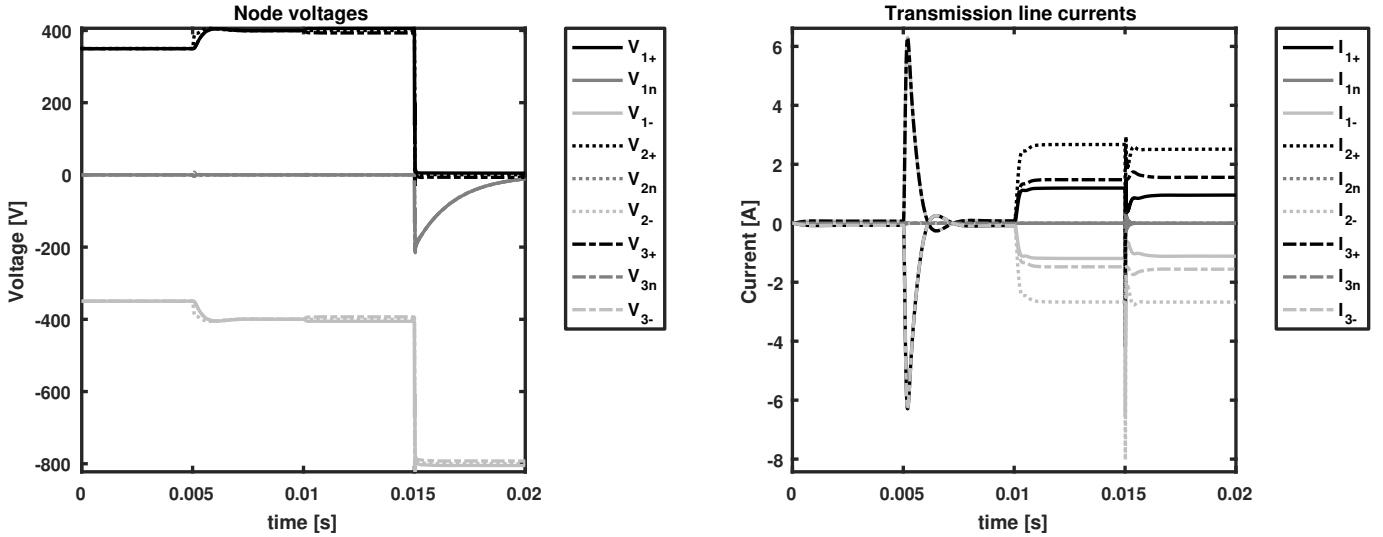 Node voltages
Voltage [V]
400
200
0
-200
-400
-600
-800
0
0.005
0.01
0.015
0.02
time [s]
V1+
V1n
V1-
V2+
V2n
V2-
V3+
V3n
V3-
Transmission line currents
Current [A]
6
4
2
0
-2
-4
-6
-8
0
0.005
0.01
0.015
0.02
time [s]
I1+
I1n
I1-
I2+
I2n
I2-
I3+
I3n
I3-